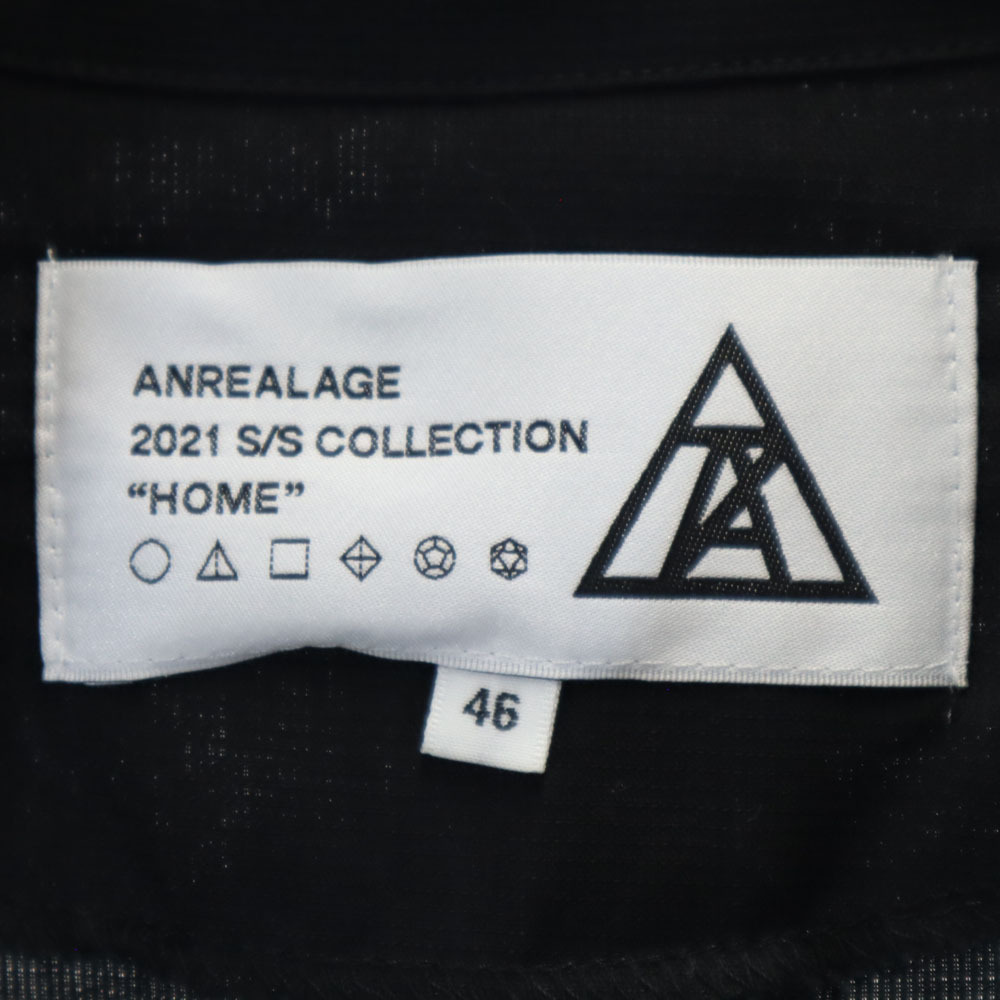 ANREALAGE
2021 S/S COLLECTION
“HOME”
46